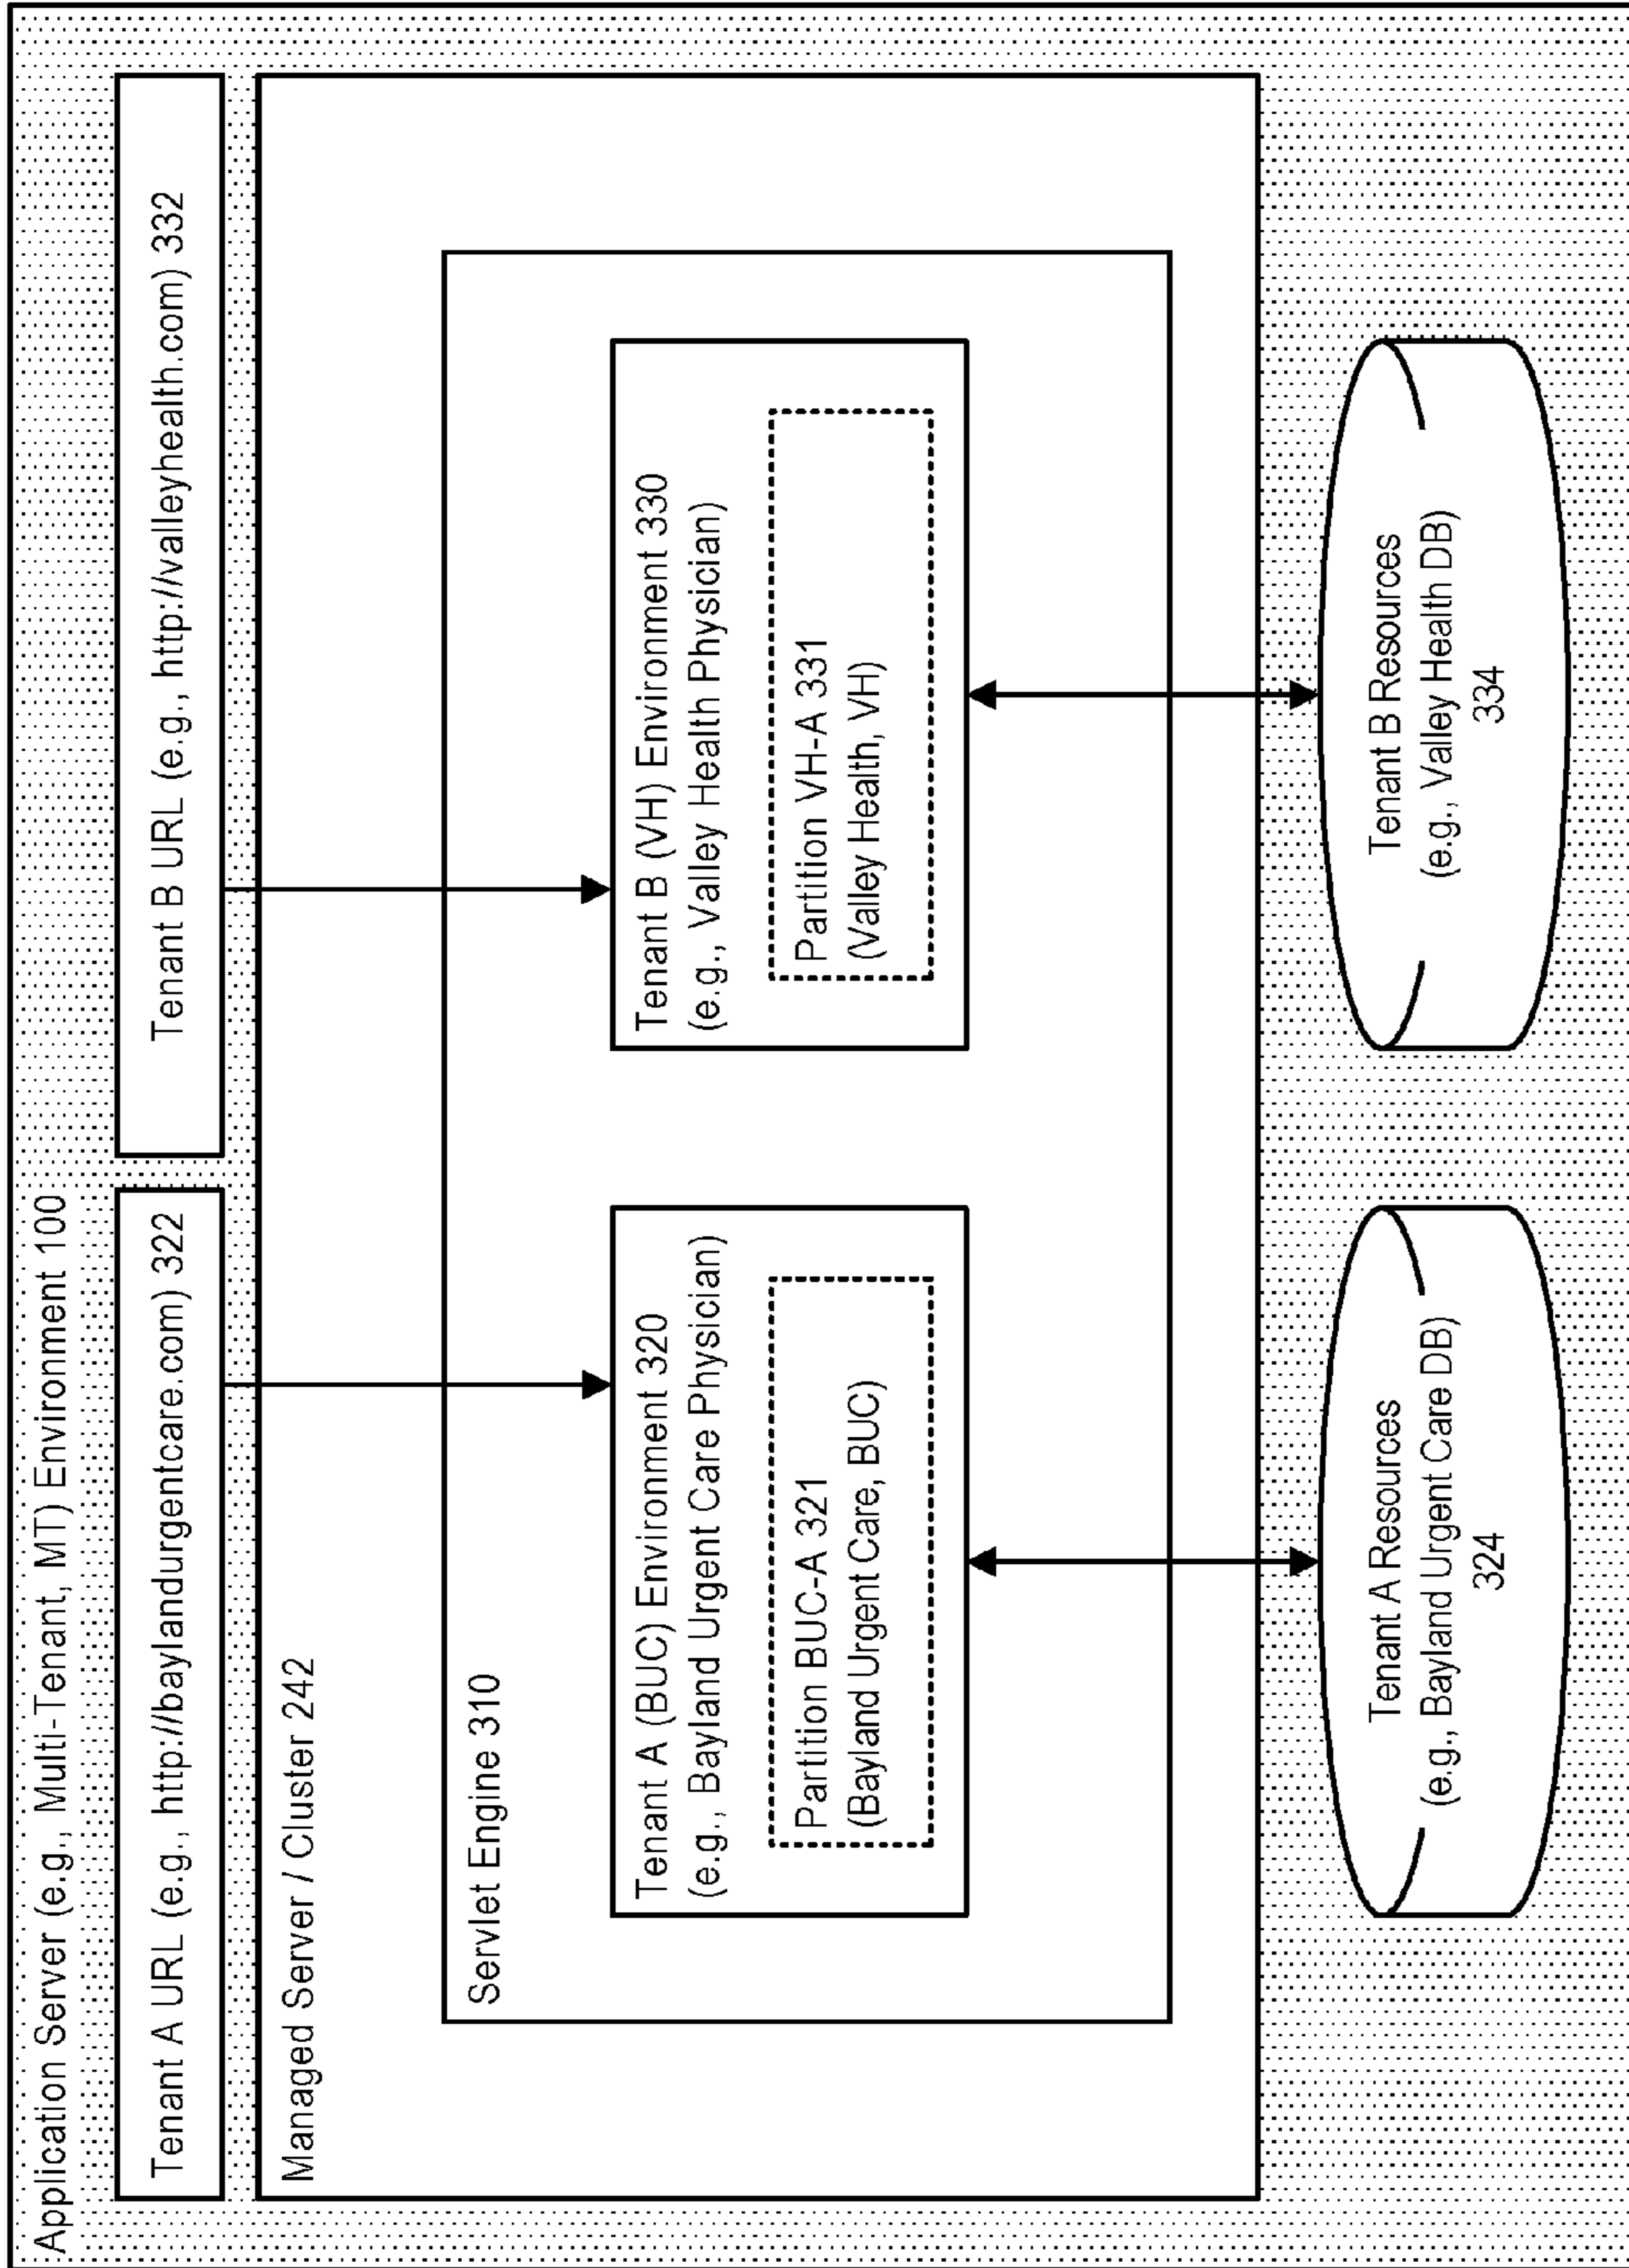 Application Server (e.g., Multi-Tenant, MT) Environment 100
Tenant A URL (e.g., http://baylandurgentcare.com) 322
Tenant B URL (e.g., http://valleyhealth.com) 332
Managed Server / Cluster 242
Servlet Engine 310
Tenant A (BUC) Environment 320
(e.g., Bayland Urgent Care Physician)
Partition BUC-A 321
(Bayland Urgent Care, BUC)
Tenant B (VH) Environment 330
(e.g., Valley Health Physician)
Partition VH-A 331
(Valley Health, VH)
Tenant A Resources
(e.g., Bayland Urgent Care DB)
324
Tenant B Resources
(e.g., Valley Health DB)
334